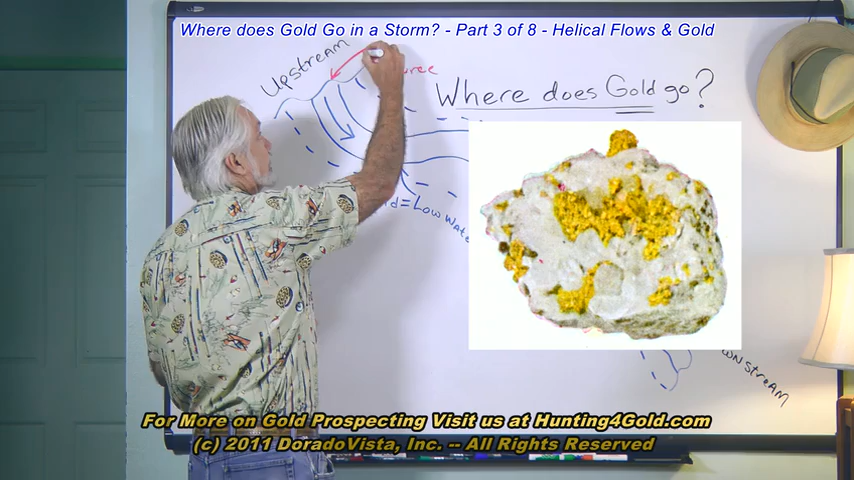 Where does Gold Go in a Storm? - Part 3 of 8 - Helical Flows & Gold
Upstream
Where does Gold go?
=Low Wate
wnstream
For More on Gold Prospecting Visit us at Hunting4Gold.com
(c) 2011 DoradoVista, Inc. -- All Rights Reserved